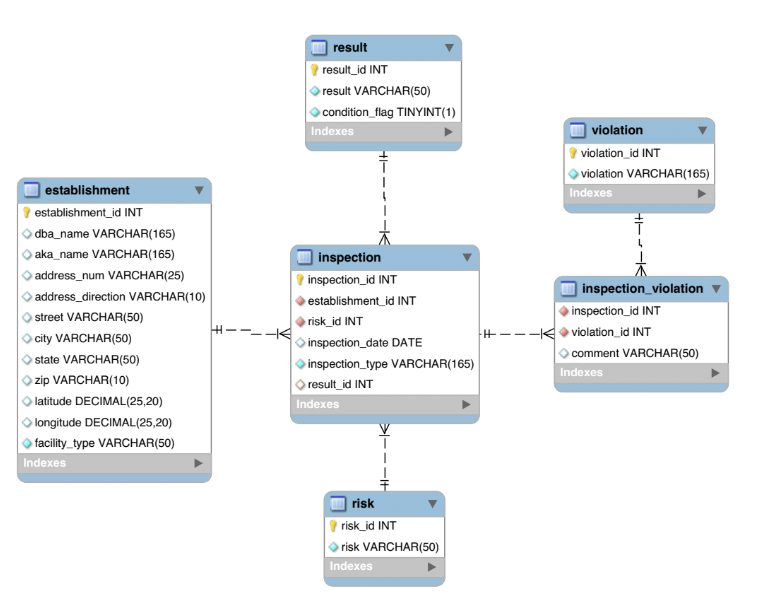 result
result_id INT
result VARCHAR(50)
condition_flag TINYINT(1)
Indexes
violation
violation_id INT
violation VARCHAR(165)
Indexes
establishment
establishment_id INT
dba_name VARCHAR(165)
aka_name VARCHAR(165)
address_num VARCHAR(25)
address_direction VARCHAR(10)
street VARCHAR(50)
city VARCHAR(50)
state VARCHAR(50)
zip VARCHAR(10)
latitude DECIMAL(25,20)
longitude DECIMAL(25,20)
facility_type VARCHAR(50)
Indexes
inspection
inspection_id INT
establishment_id INT
risk_id INT
inspection_date DATE
inspection_type VARCHAR(165)
result_id INT
Indexes
inspection_violation
inspection_id INT
violation_id INT
comment VARCHAR(50)
Indexes
risk
risk_id INT
risk VARCHAR(50)
Indexes